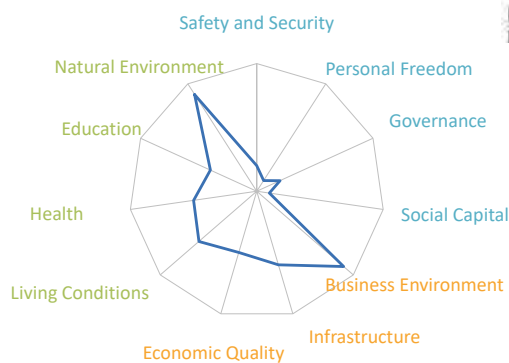 Safety and Security
Personal Freedom
Governance
Social Capital
Business Environment
Infrastructure
Economic Quality
Living Conditions
Health
Education
Natural Environment